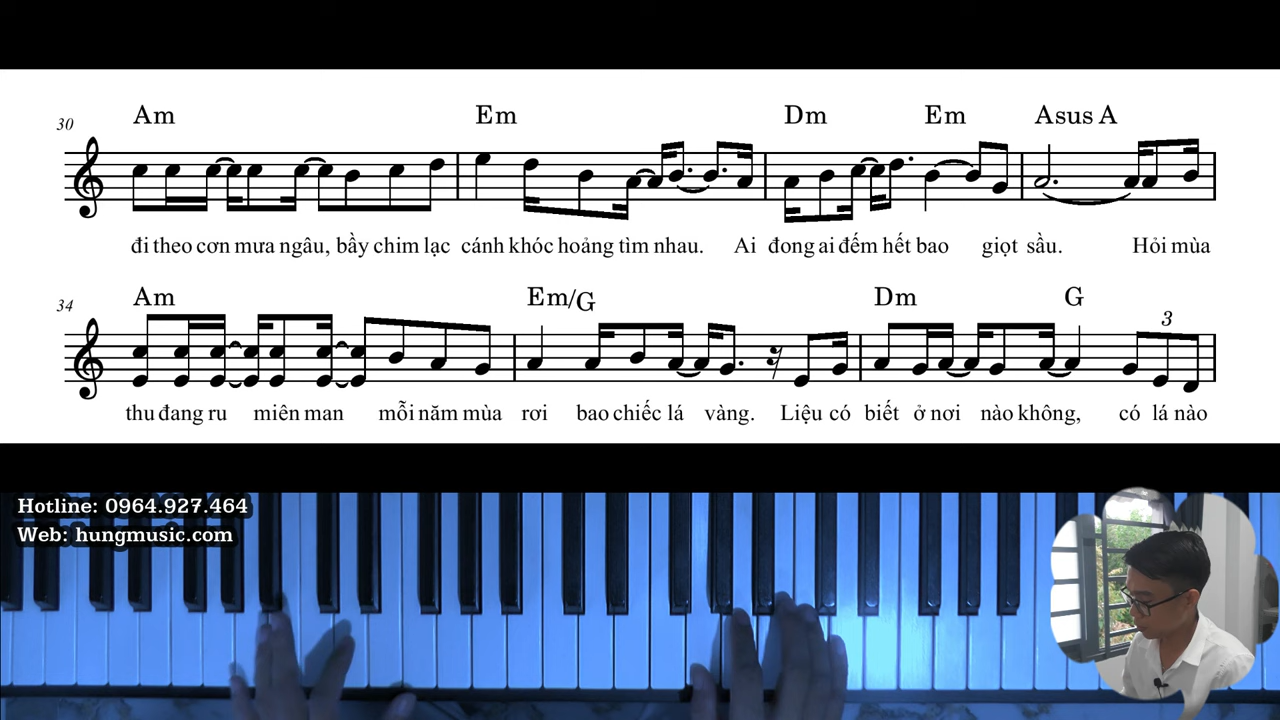 30 Am Em Dm Em Asus A
đi theo cơn mưa ngâu, bầy chim lạc cánh khóc hoảng tìm nhau. Ai đong ai đếm hết bao giọt sầu. Hỏi mùa
34 Am Em/G Dm G
3
thu đang ru miên man mỗi năm mùa rơi bao chiếc lá vàng. Liệu có biết ở nơi nào không, có lá nào
Hotline: 0964.927.464
Web: hungmusic.com